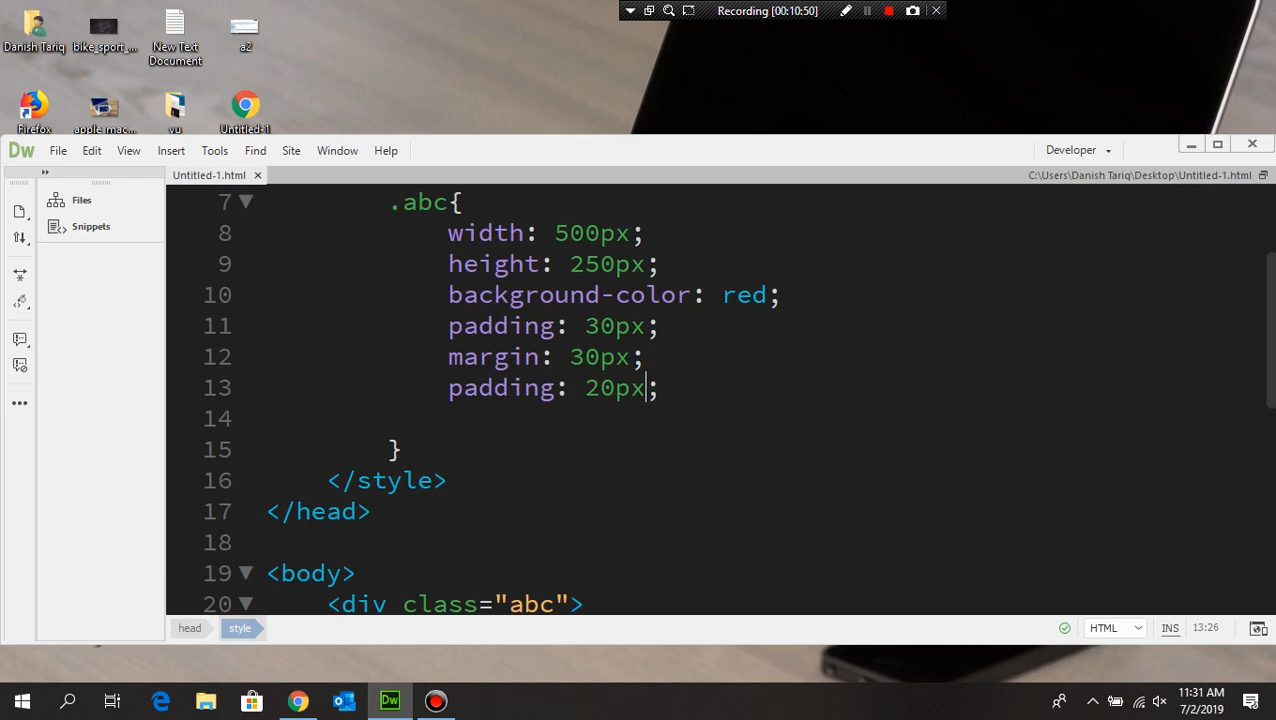 Recording [00:10:50]
Danish Tariq
bike_sport_...
New Text
Document
a2
Firefox
apple_mac...
vu
Untitled-1
Dw File Edit View Insert Tools Find Site Window Help Developer
Untitled-1.html C:\Users\Danish Tariq\Desktop\Untitled-1.html
Files
Snippets
7 .abc{
8 width: 500px;
9 height: 250px;
10 background-color: red;
11 padding: 30px;
12 margin: 30px;
13 padding: 20px;
14
15 }
16 </style>
17 </head>
18
19 <body>
20 <div class="abc">
head style HTML INS 13:26
Dw
11:31 AM
7/2/2019